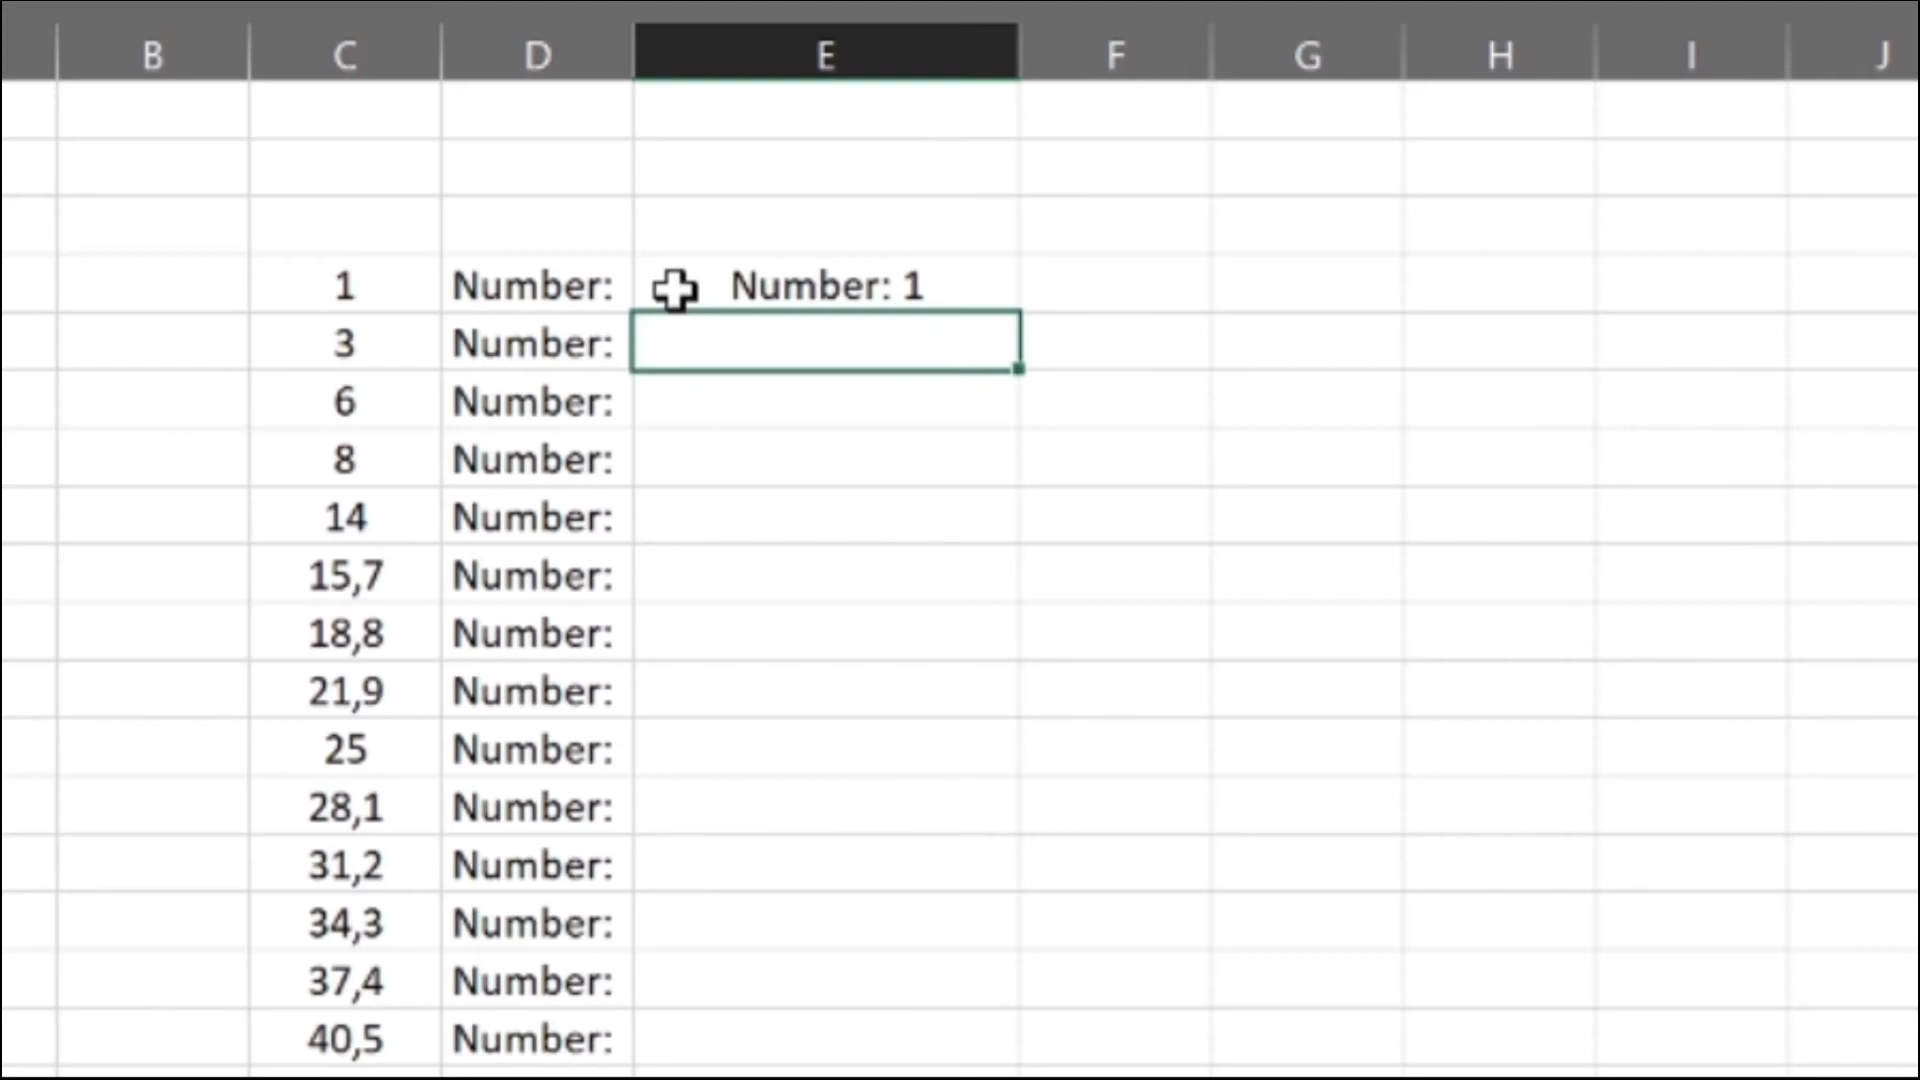 B C D E F G H I J
1 Number: Number: 1
3 Number:
6 Number:
8 Number:
14 Number:
15,7 Number:
18,8 Number:
21,9 Number:
25 Number:
28,1 Number:
31,2 Number:
34,3 Number:
37,4 Number:
40,5 Number: